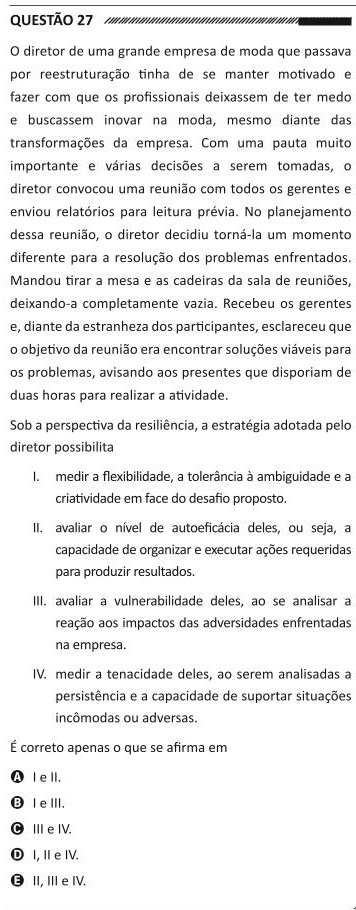 QUESTÃO 27
O diretor de uma grande empresa de moda que passava
por reestruturação tinha de se manter motivado e
fazer com que os profissionais deixassem de ter medo
e buscassem inovar na moda, mesmo diante das
transformações da empresa. Com uma pauta muito
importante e várias decisões a serem tomadas, o
diretor convocou uma reunião com todos os gerentes e
enviou relatórios para leitura prévia. No planejamento
dessa reunião, o diretor decidiu torná-la um momento
diferente para a resolução dos problemas enfrentados.
Mandou tirar a mesa e as cadeiras da sala de reuniões,
deixando-a completamente vazia. Recebeu os gerentes
e, diante da estranheza dos participantes, esclareceu que
o objetivo da reunião era encontrar soluções viáveis para
os problemas, avisando aos presentes que disporiam de
duas horas para realizar a atividade.
Sob a perspectiva da resiliência, a estratégia adotada pelo
diretor possibilita
I. medir a flexibilidade, a tolerância à ambiguidade e a
criatividade em face do desafio proposto.
II. avaliar o nível de autoeficácia deles, ou seja, a
capacidade de organizar e executar ações requeridas
para produzir resultados.
III. avaliar a vulnerabilidade deles, ao se analisar a
reação aos impactos das adversidades enfrentadas
na empresa.
IV. medir a tenacidade deles, ao serem analisadas a
persistência e a capacidade de suportar situações
incômodas ou adversas.
É correto apenas o que se afirma em
A I e II.
B I e III.
C III e IV.
D I, II e IV.
E II, III e IV.